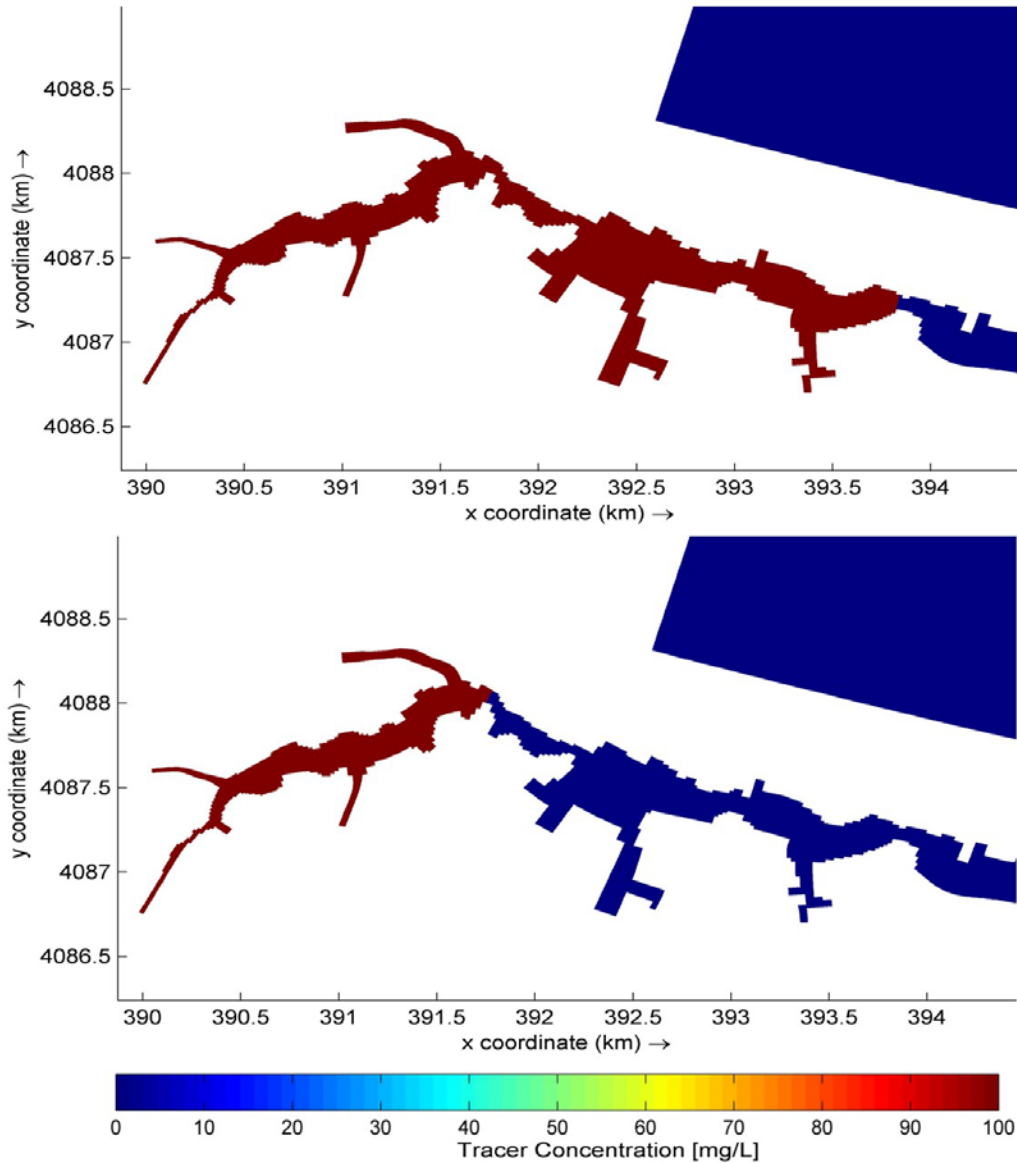 4088.5
4088
4087.5
4087
4086.5
y coordinate (km) →
390 390.5 391 391.5 392 392.5 393 393.5 394
x coordinate (km) →
4088.5
4088
4087.5
4087
4086.5
y coordinate (km) →
390 390.5 391 391.5 392 392.5 393 393.5 394
x coordinate (km) →
0 10 20 30 40 50 60 70 80 90 100
Tracer Concentration [mg/L]